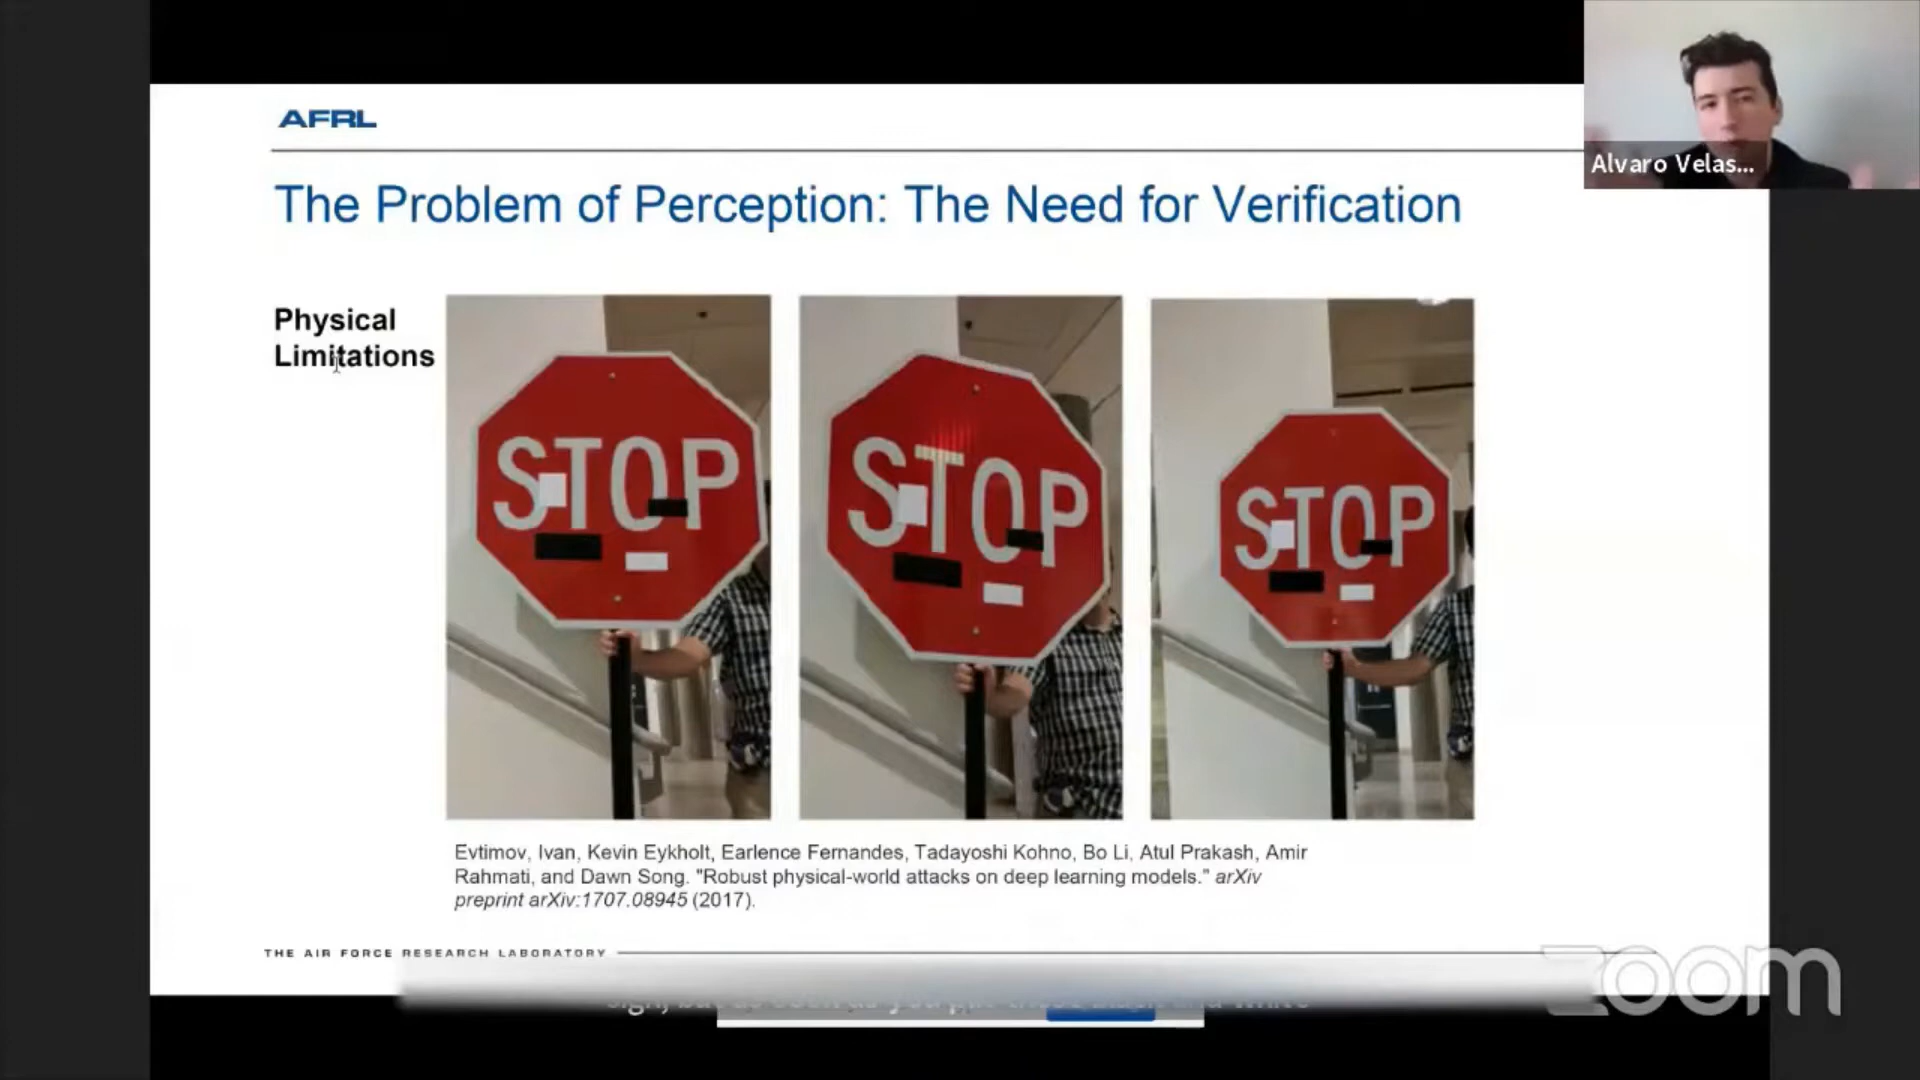 AFRL
Alvaro Velas...
The Problem of Perception: The Need for Verification
Physical
Limitations
STOP
STOP
STOP
Evtimov, Ivan, Kevin Eykholt, Earlence Fernandes, Tadayoshi Kohno, Bo Li, Atul Prakash, Amir
Rahmati, and Dawn Song. "Robust physical-world attacks on deep learning models." arXiv
preprint arXiv:1707.08945 (2017).
THE AIR FORCE RESEARCH LABORATORY
zoom